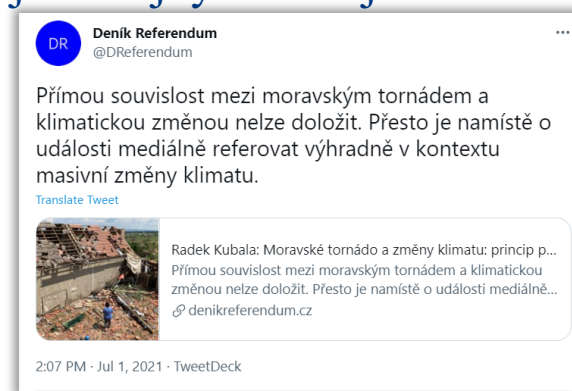 DR
Deník Referendum
@DReferendum
Přímou souvislost mezi moravským tornádem a
klimatickou změnou nelze doložit. Přesto je namístě o
události mediálně referovat výhradně v kontextu
masivní změny klimatu.
Translate Tweet
Radek Kubala: Moravské tornádo a změny klimatu: princip p...
Přímou souvislost mezi moravským tornádem a klimatickou
změnou nelze doložit. Přesto je namístě o události mediálně...
denikreferendum.cz
2:07 PM · Jul 1, 2021 · TweetDeck